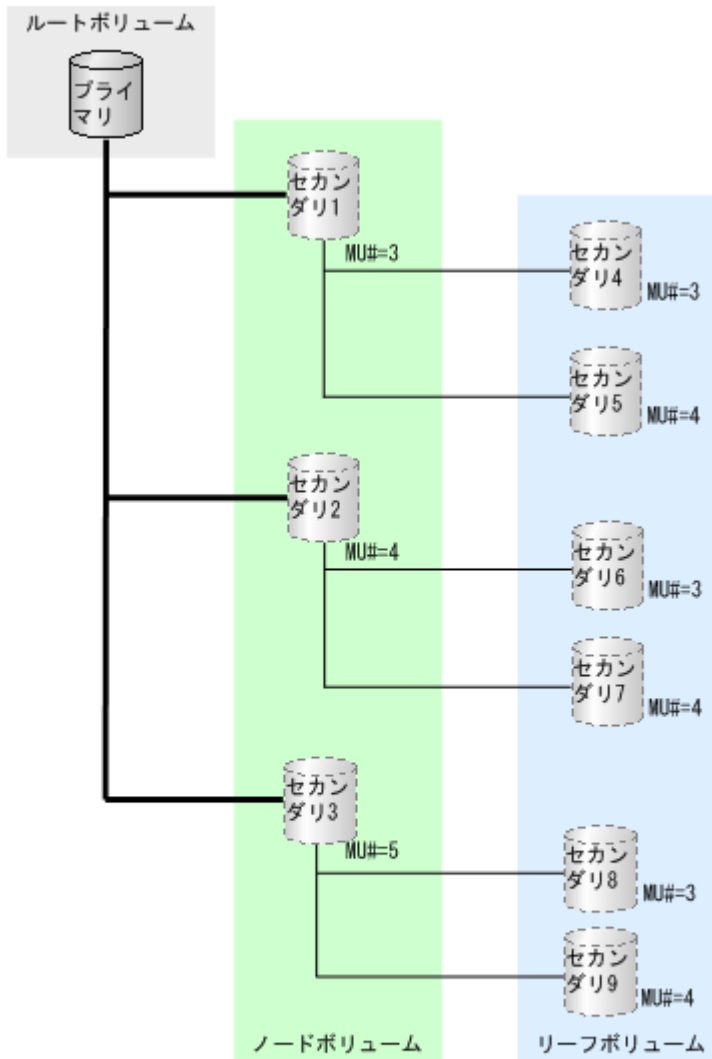 ルートボリューム
プライ
マリ
セカン
ダリ1
MU#=3
セカン
ダリ4
MU#=3
セカン
ダリ5
MU#=4
セカン
ダリ2
MU#=4
セカン
ダリ6
MU#=3
セカン
ダリ7
MU#=4
セカン
ダリ3
MU#=5
セカン
ダリ8
MU#=3
セカン
ダリ9
MU#=4
ノードボリューム
リーフボリューム